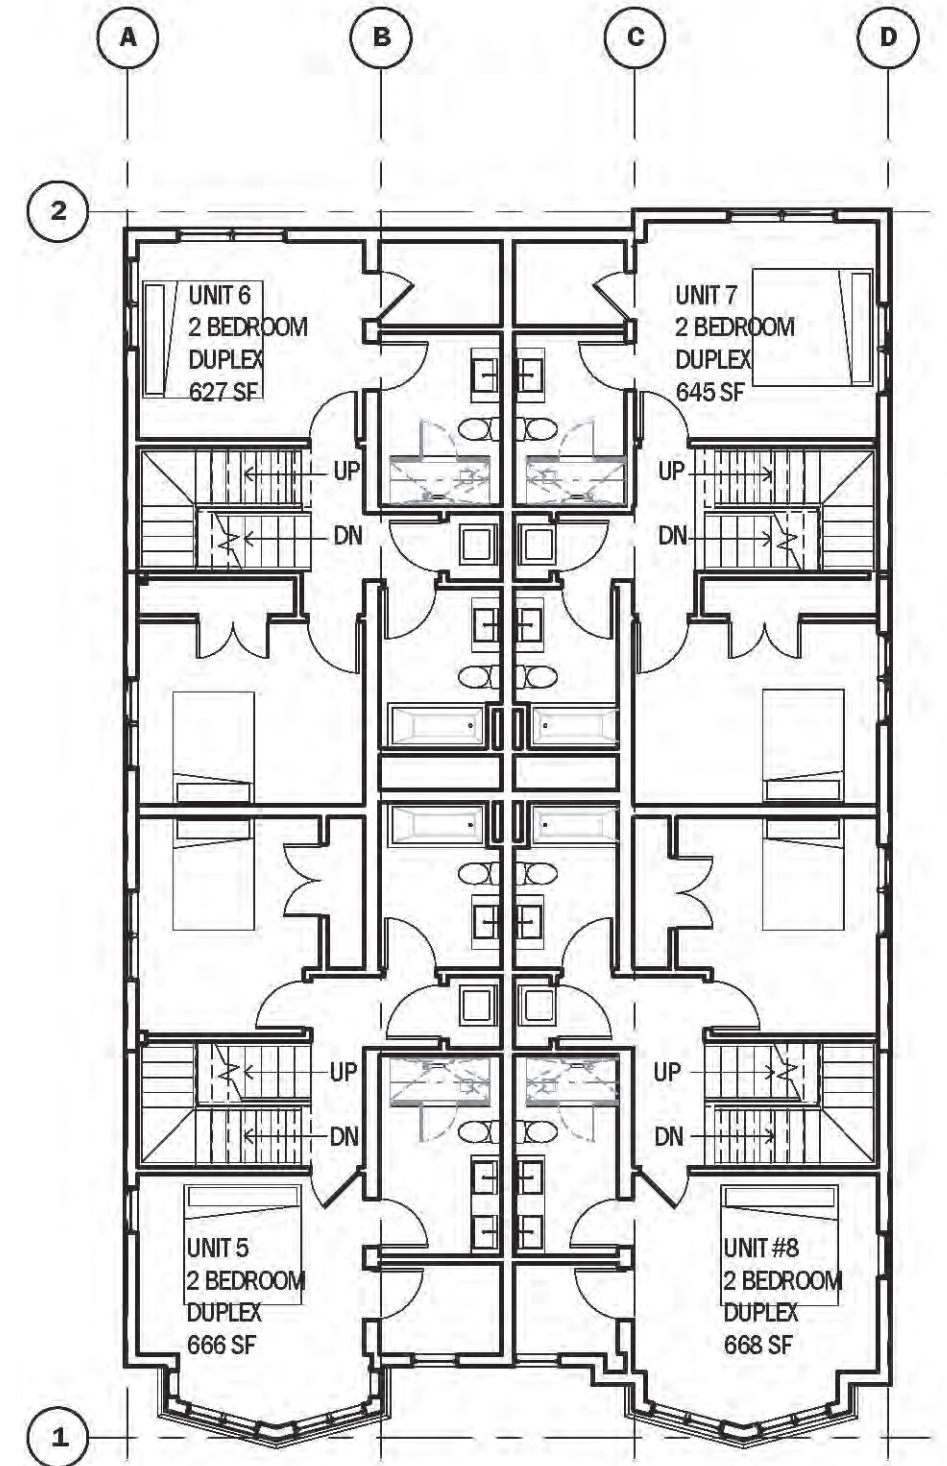 A
B
C
D
2
UNIT 6
2 BEDROOM
DUPLEX
627 SF
UNIT 7
2 BEDROOM
DUPLEX
645 SF
UP
UP
DN
DN
UP
UP
DN
DN
UNIT 5
2 BEDROOM
DUPLEX
666 SF
UNIT #8
2 BEDROOM
DUPLEX
668 SF
1